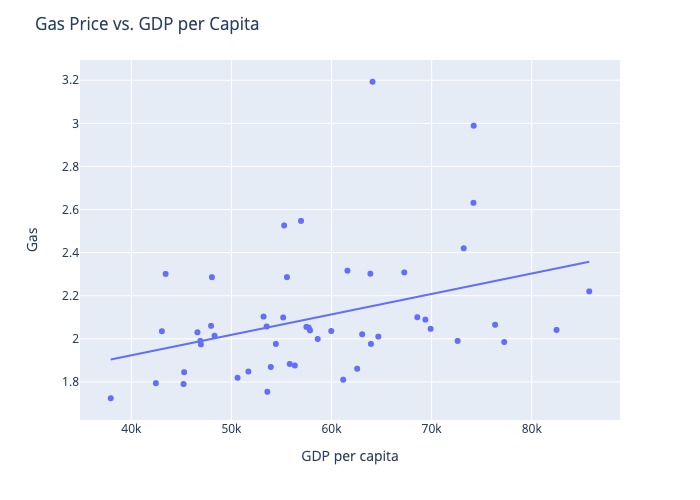 Gas Price vs. GDP per Capita
3.2
3
2.8
2.6
2.4
2.2
2
1.8
Gas
40k
50k
60k
70k
80k
GDP per capita